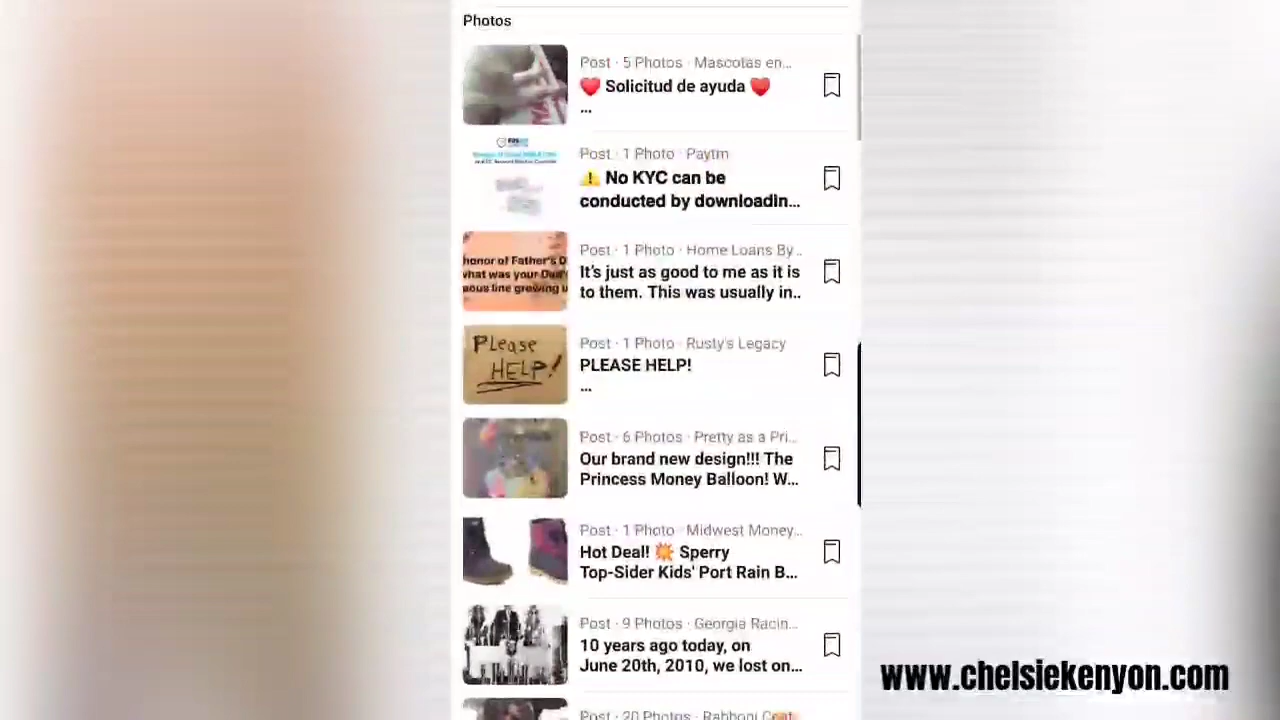 Photos
Post · 5 Photos · Mascotas en...
❤️ Solicitud de ayuda ❤️
...
Post · 1 Photo · Paytm
⚠️ No KYC can be
conducted by downloadin...
honor of Father's D
what was your Dad's
line growing u
Post · 1 Photo · Home Loans By...
It's just as good to me as it is
to them. This was usually in..
Please
HELP!
Post · 1 Photo · Rusty's Legacy
PLEASE HELP!
...
Post · 6 Photos · Pretty as a Pri...
Our brand new design!!! The
Princess Money Balloon! W...
Post · 1 Photo · Midwest Money...
Hot Deal! 💥 Sperry
Top-Sider Kids' Port Rain B...
Post · 9 Photos · Georgia Racin...
10 years ago today, on
June 20th, 2010, we lost on...
Post · 20 Photos · Rabboni Goat
www.chelsiekenyon.com